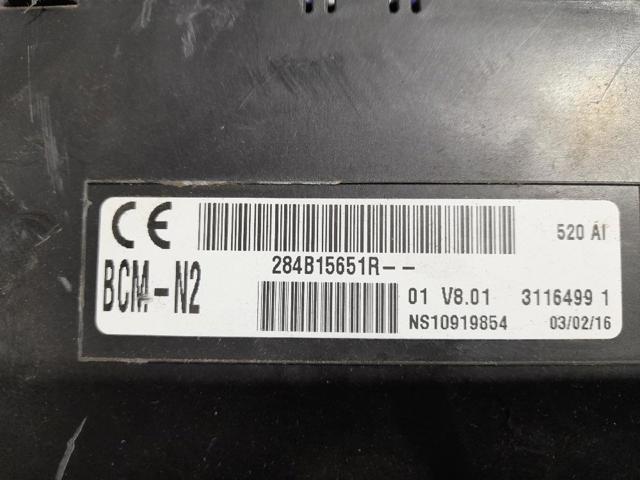 CE 520 AI
284B15651R--
BCM-N2
01 V8.01 3116499 1
NS10919854 03/02/16